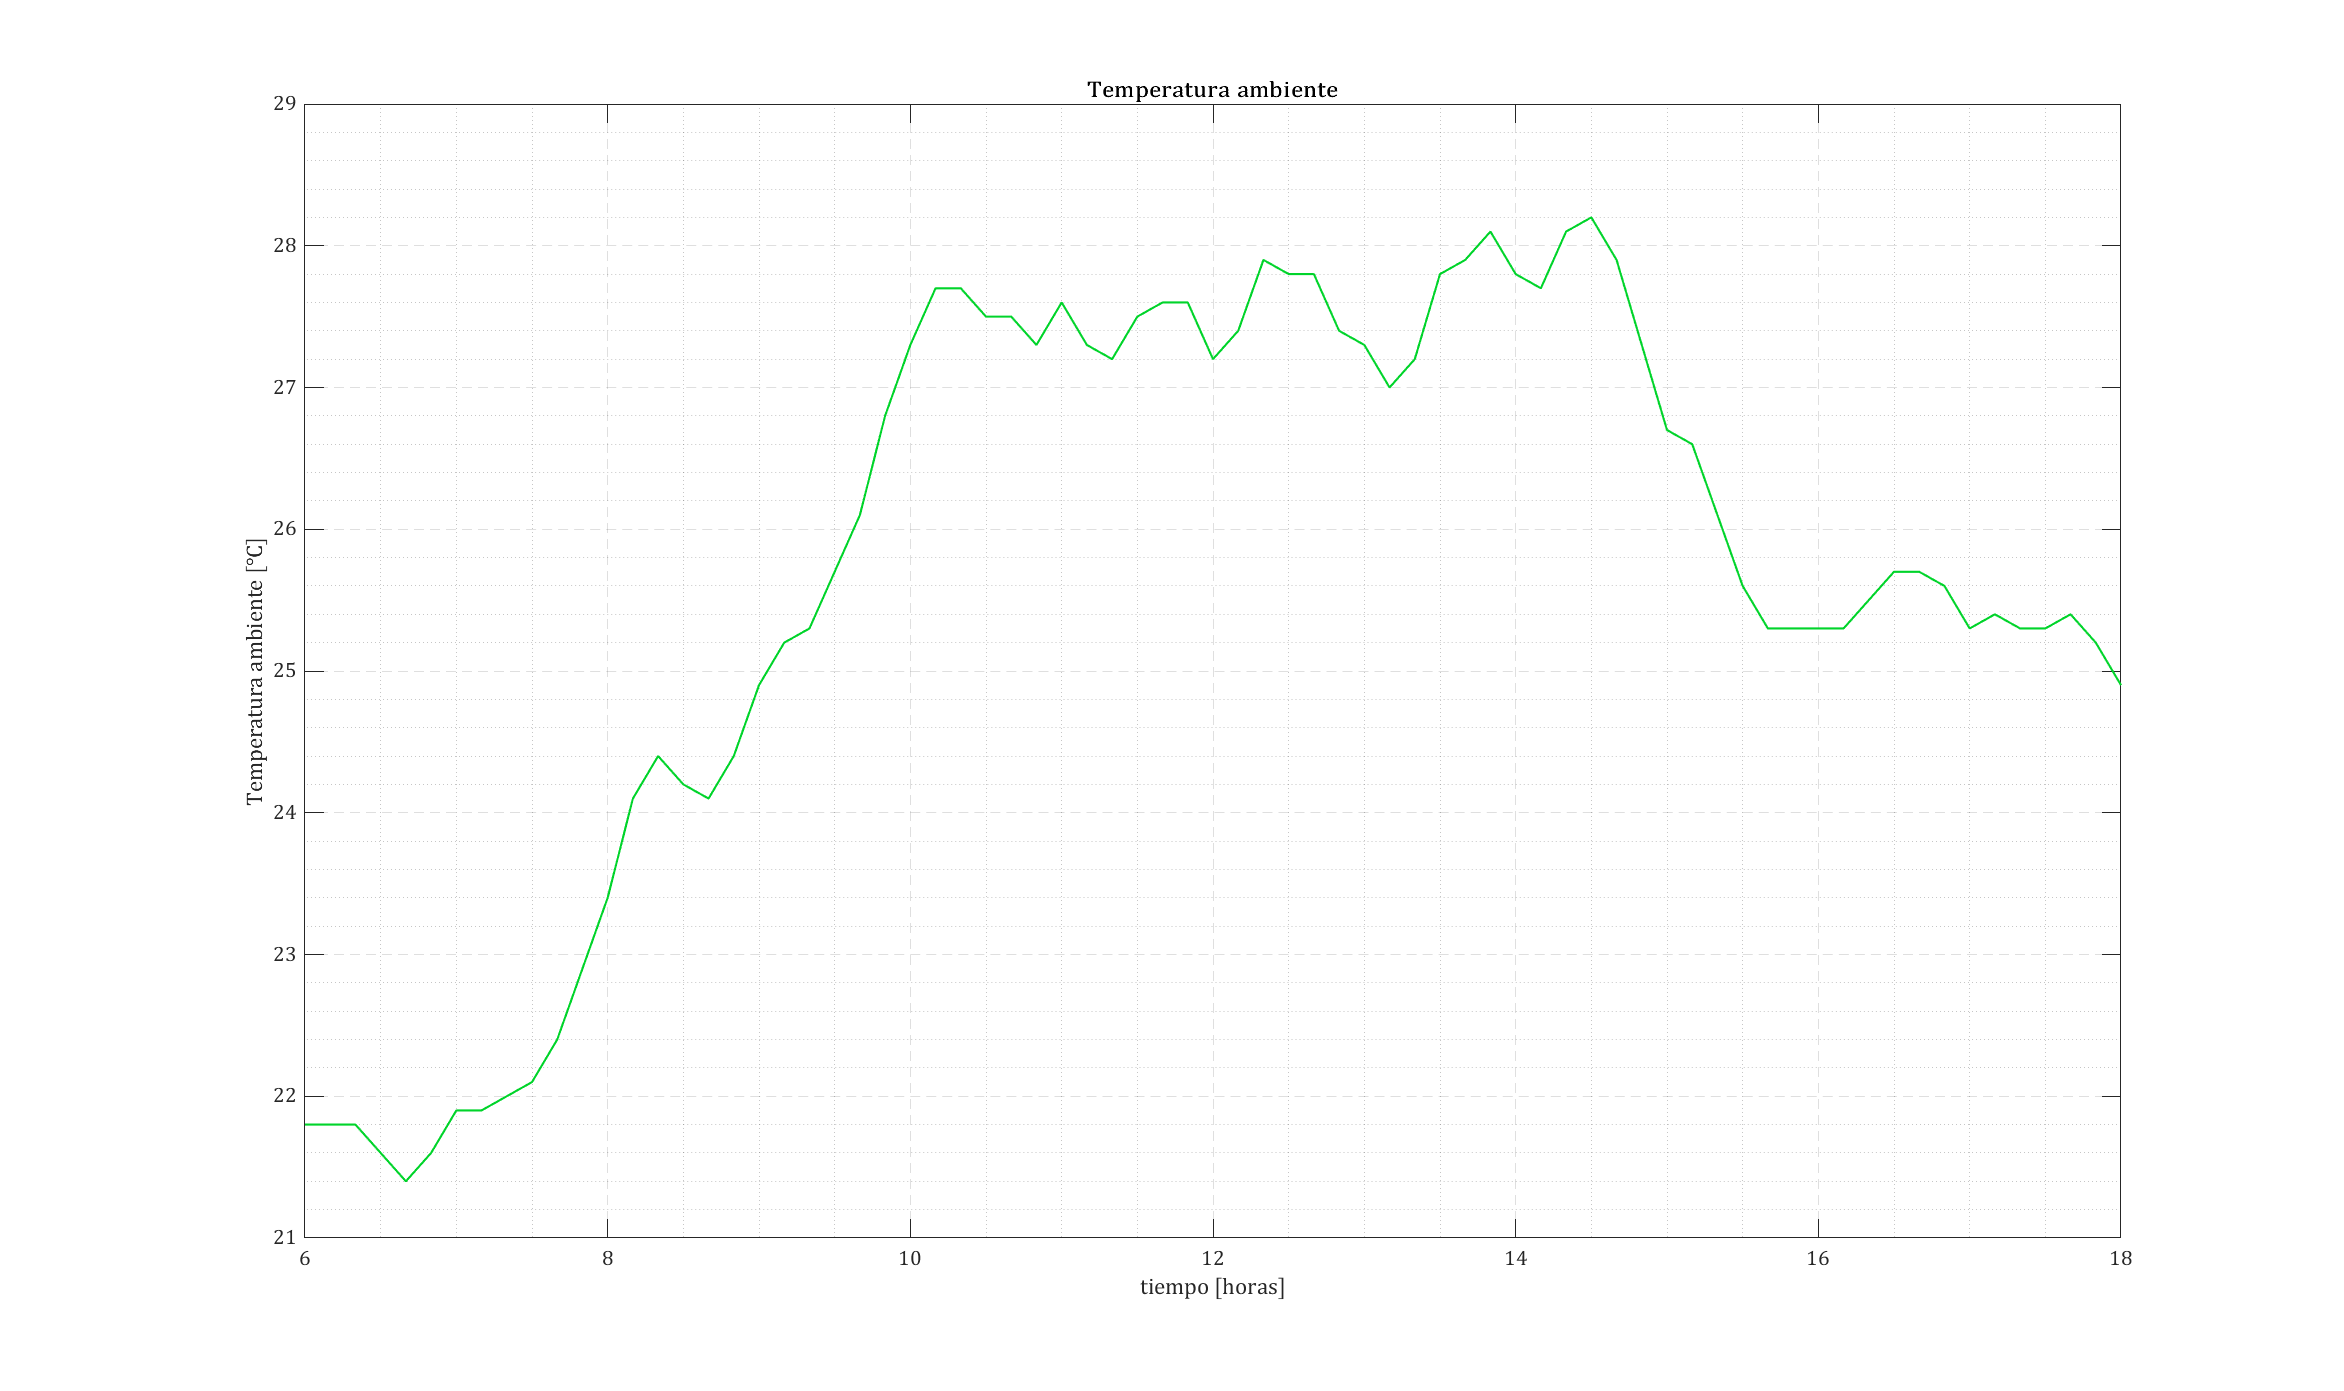 Temperatura ambiente
29
28
27
26
25
24
23
22
21
Temperatura ambiente [°C]
6 8 10 12 14 16 18
tiempo [horas]